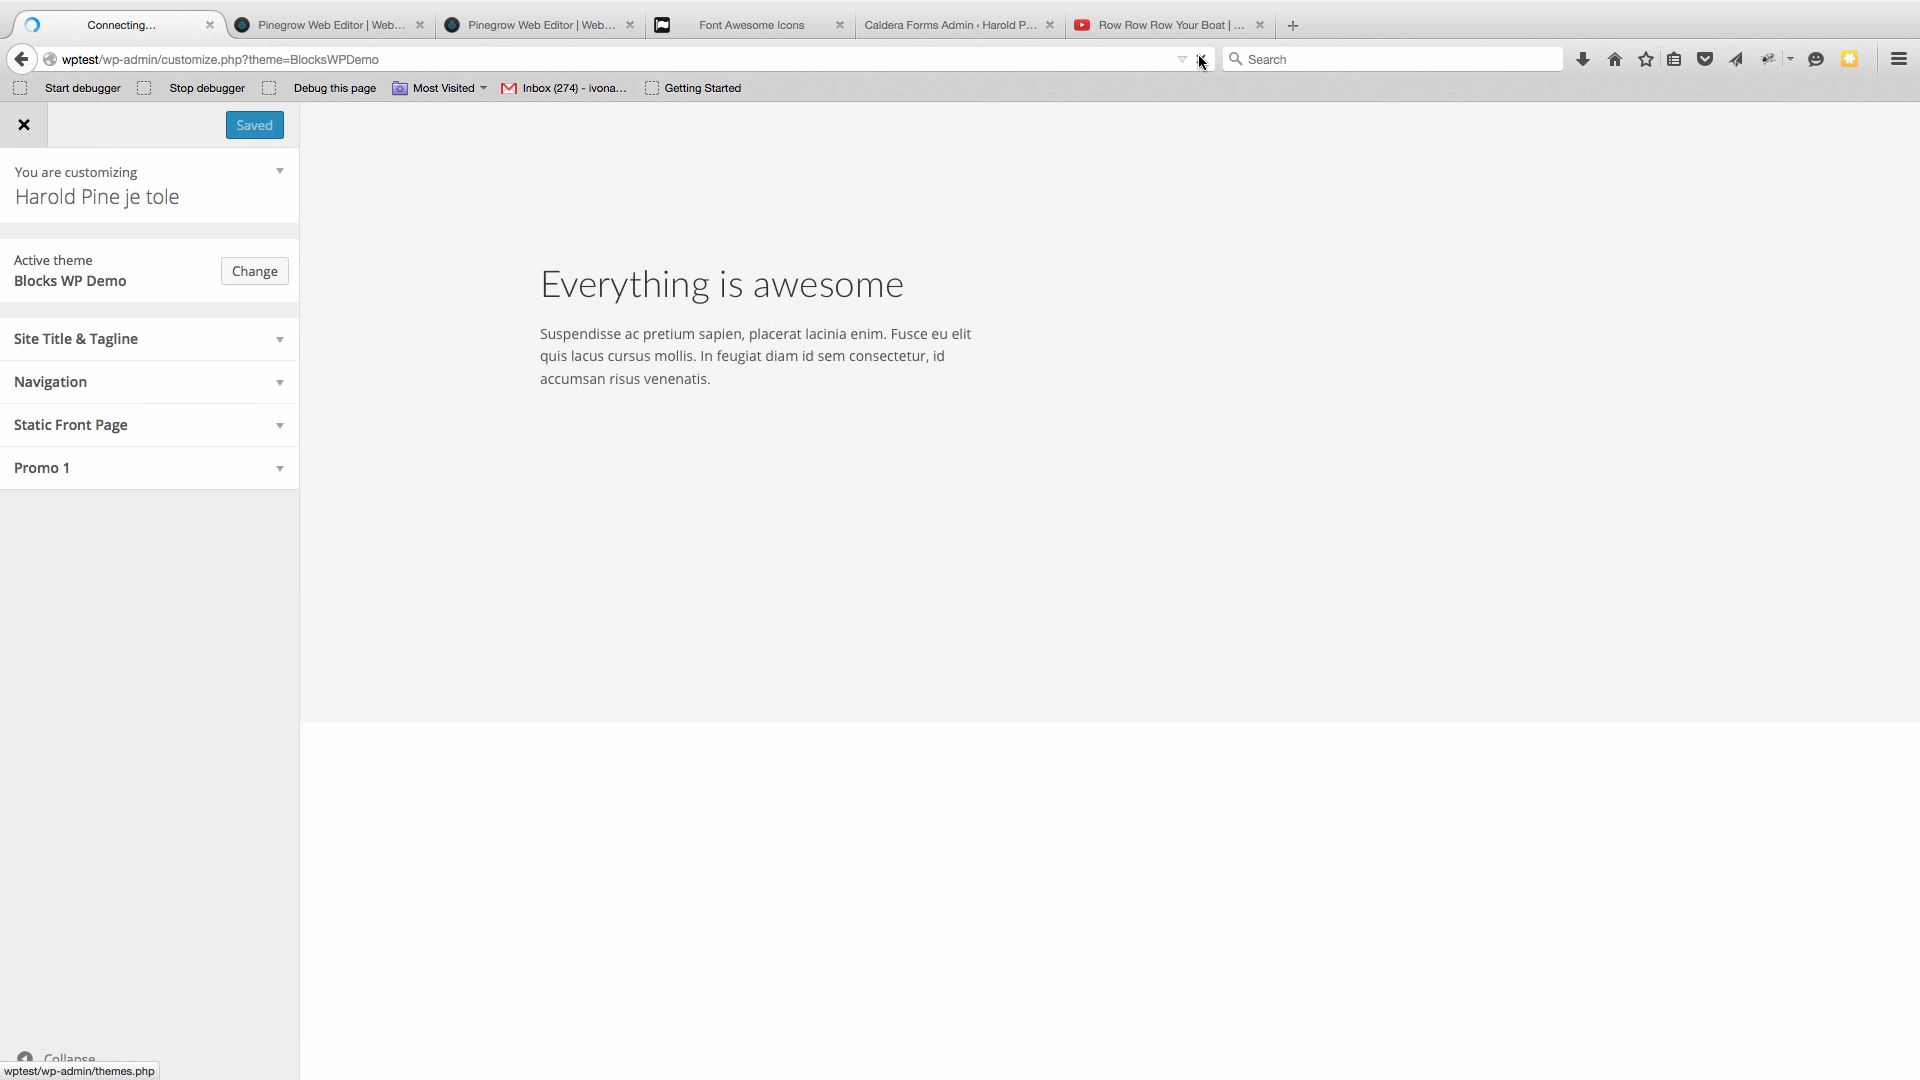 Connecting...
Pinegrow Web Editor | Web...
Pinegrow Web Editor | Web...
Font Awesome Icons
Caldera Forms Admin ‹ Harold P...
Row Row Row Your Boat | ...
wptest/wp-admin/customize.php?theme=BlocksWPDemo
Search
Start debugger
Stop debugger
Debug this page
Most Visited
Inbox (274) - ivona...
Getting Started
Saved
You are customizing
Harold Pine je tole
Active theme
Blocks WP Demo
Change
Site Title & Tagline
Navigation
Static Front Page
Promo 1
Everything is awesome
Suspendisse ac pretium sapien, placerat lacinia enim. Fusce eu elit
quis lacus cursus mollis. In feugiat diam id sem consectetur, id
accumsan risus venenatis.
Collapse
wptest/wp-admin/themes.php